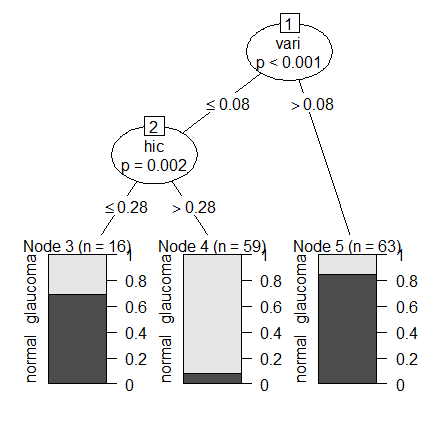 1
vari
p < 0.001
≤ 0.08
> 0.08
2
hic
p = 0.002
≤ 0.28
> 0.28
Node 3 (n = 16)
normal glaucoma
1
0.8
0.6
0.4
0.2
0
Node 4 (n = 59)
normal glaucoma
1
0.8
0.6
0.4
0.2
0
Node 5 (n = 63)
normal glaucoma
1
0.8
0.6
0.4
0.2
0